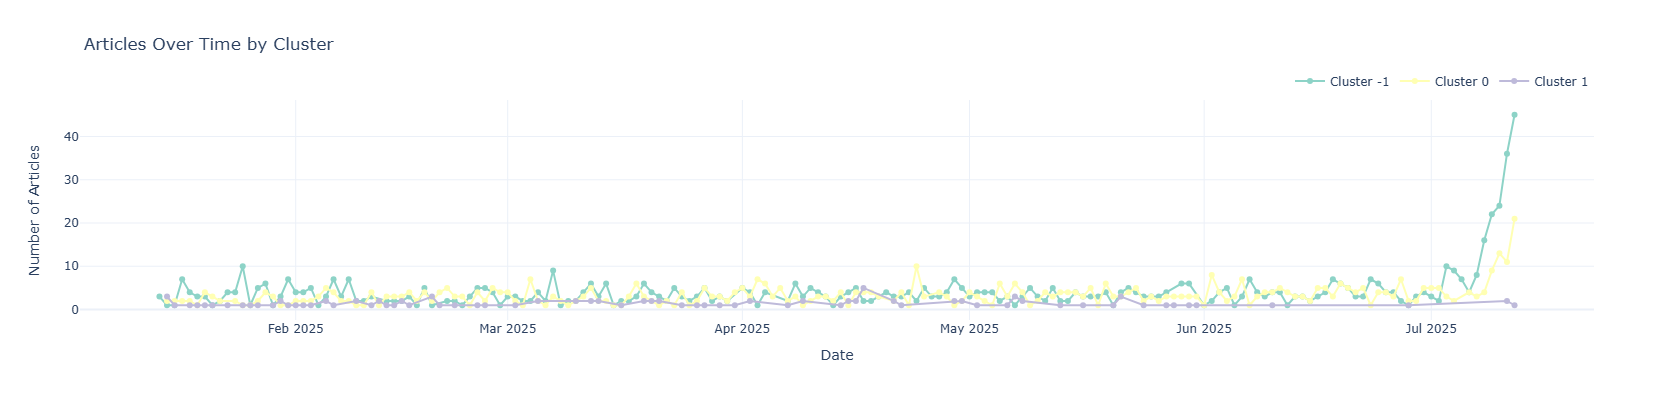 Articles Over Time by Cluster
Cluster -1 Cluster 0 Cluster 1
Number of Articles
40
30
20
10
0
Feb 2025 Mar 2025 Apr 2025 May 2025 Jun 2025 Jul 2025
Date